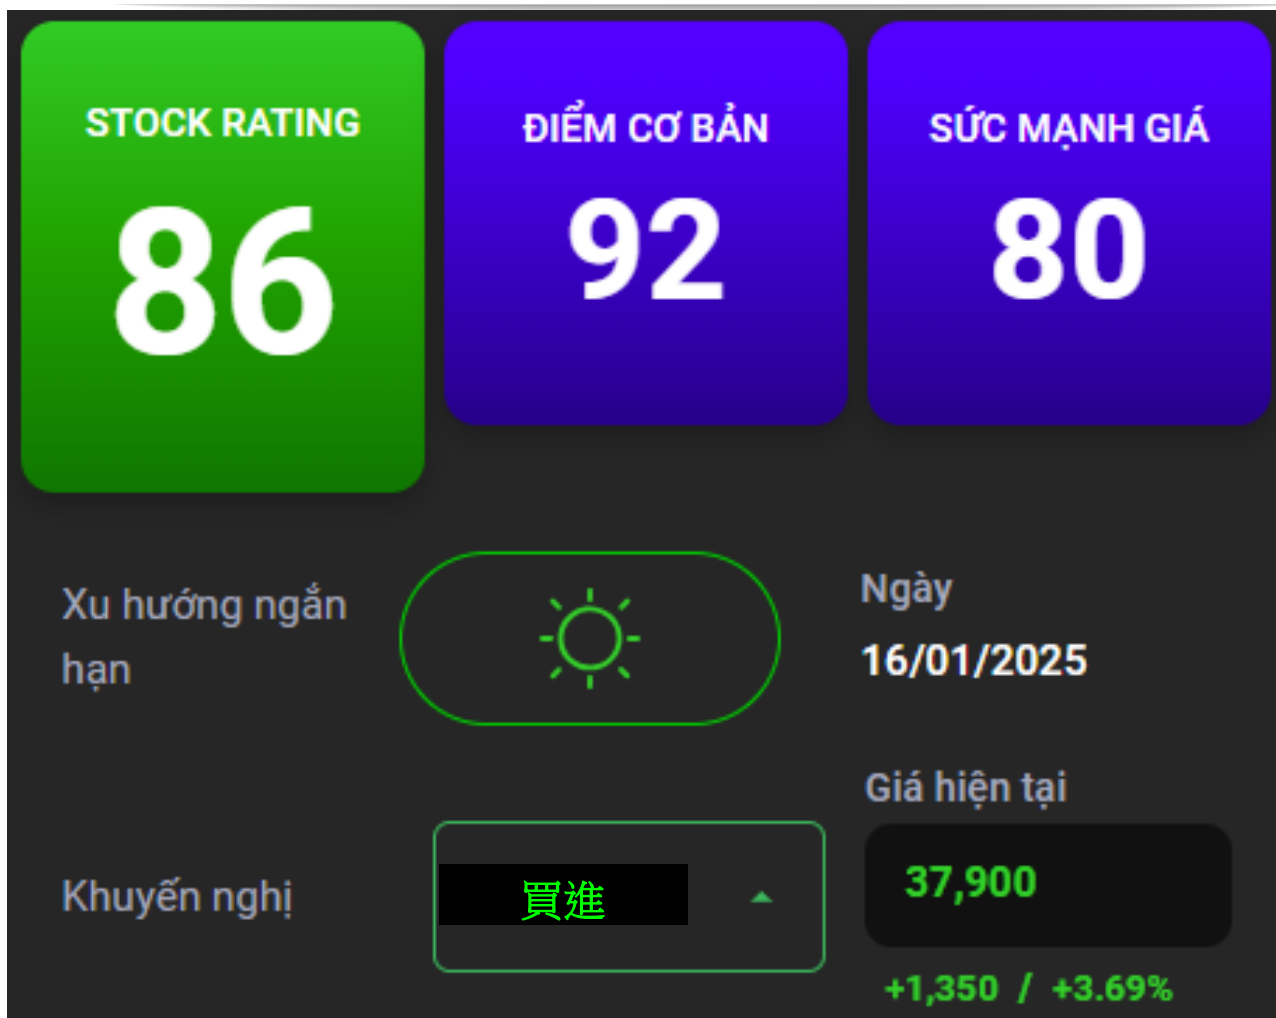 STOCK RATING
86
ĐIỂM CƠ BẢN
92
SỨC MẠNH GIÁ
80
Xu hướng ngắn
hạn
Ngày
16/01/2025
Khuyến nghị
買進
Giá hiện tại
37,900
+1,350 / +3.69%